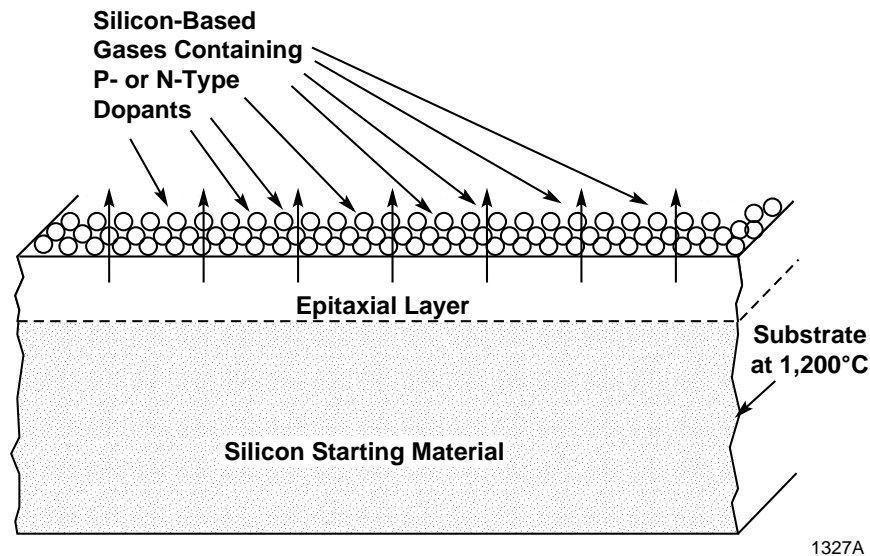 Silicon-Based
Gases Containing
P- or N-Type
Dopants
Epitaxial Layer
Substrate
at 1,200°C
Silicon Starting Material
1327A